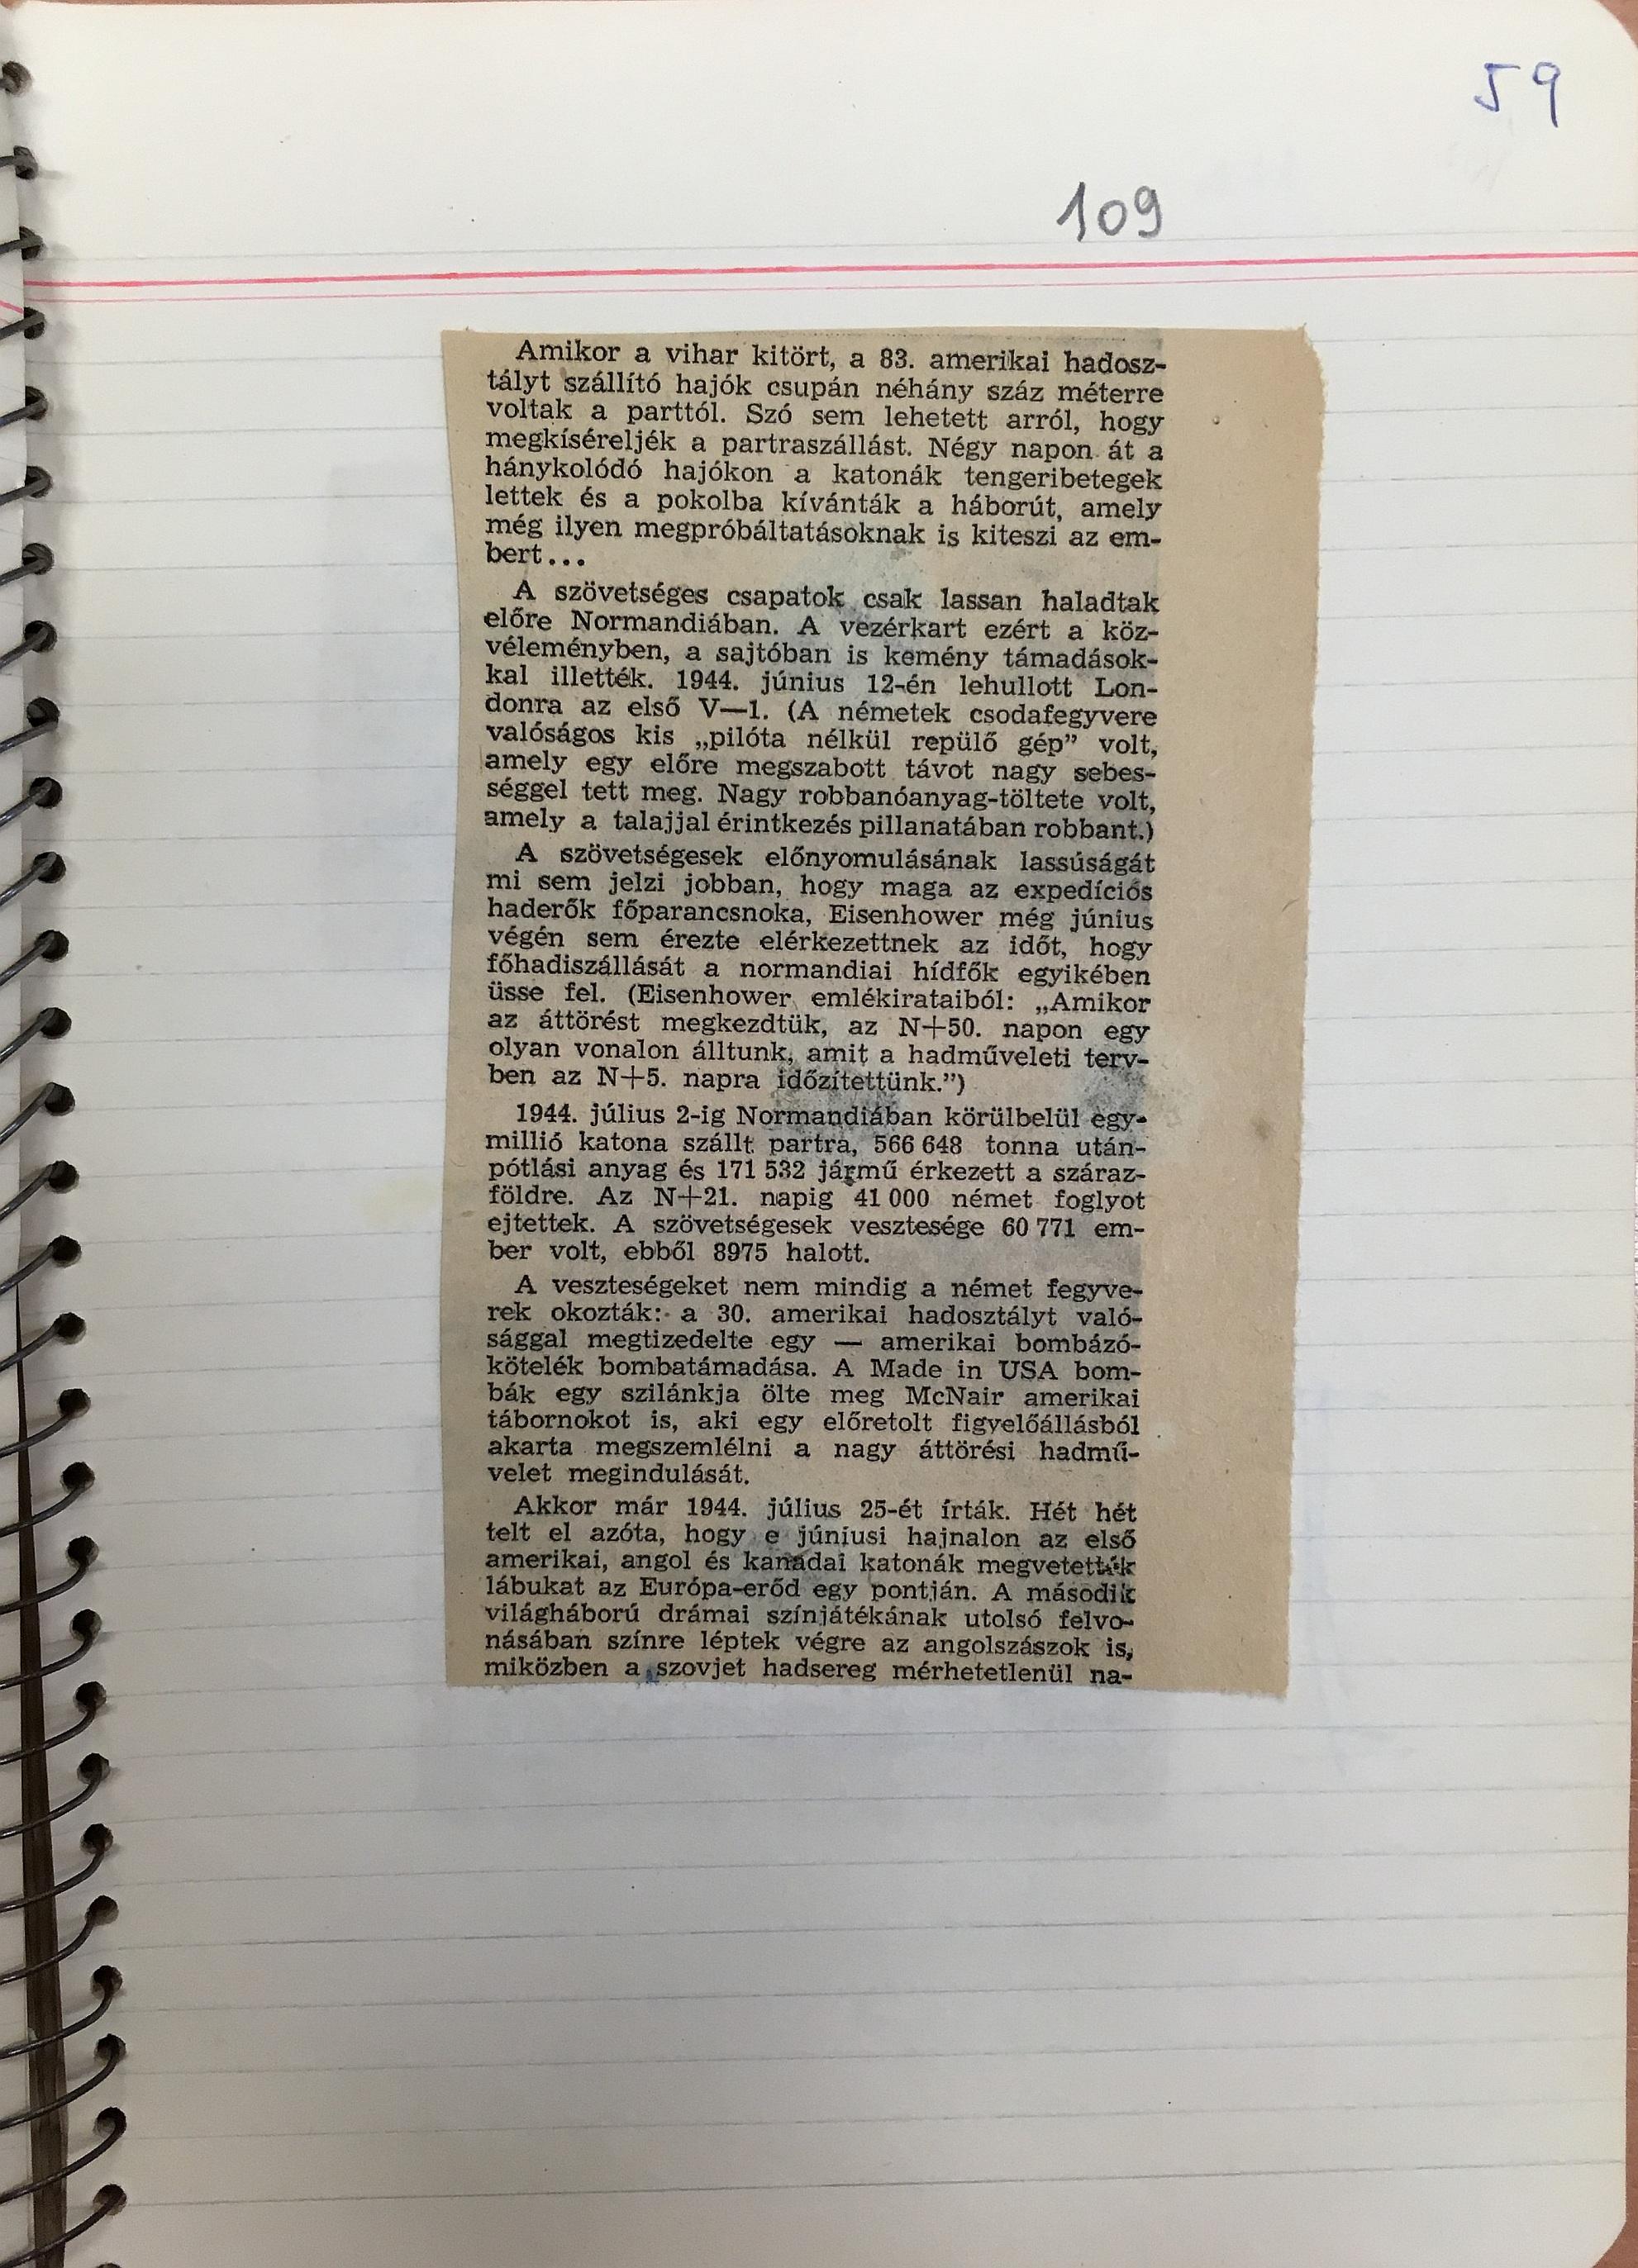 59
109
Amikor a vihar kitört, a 83. amerikai hadosz-
tályt szállító hajók csupán néhány száz méterre
voltak a parttól. Szó sem lehetett arról, hogy
megkíséreljék a partraszállást. Négy napon át a
hánykolódó hajókon a katonák tengeribetegek
lettek és a pokolba kívánták a háborút, amely
még ilyen megpróbáltatásoknak is kiteszi az em-
bert...
A szövetséges csapatok csak lassan haladtak
előre Normandiában. A vezérkart ezért a köz-
véleményben, a sajtóban is kemény támadások-
kal illették. 1944. június 12-én lehullott Lon-
donra az első V—1. (A németek csodafegyvere
valóságos kis „pilóta nélkül repülő gép” volt,
amely egy előre megszabott távot nagy sebes-
séggel tett meg. Nagy robbanóanyag-töltete volt,
amely a talajjal érintkezés pillanatában robbant.)
A szövetségesek előnyomulásának lassúságát
mi sem jelzi jobban, hogy maga az expedíciós
haderők főparancsnoka, Eisenhower még június
végén sem érezte elérkezettnek az időt, hogy
főhadiszállását a normandiai hídfők egyikében
üsse fel. (Eisenhower emlékirataiból: „Amikor
az áttörést megkezdtük, az N+50. napon egy
olyan vonalon álltunk, amit a hadműveleti terv-
ben az N+5. napra időzítettünk.”)
1944. július 2-ig Normandiában körülbelül egy-
millió katona szállt partra, 566 648 tonna után-
pótlási anyag és 171 532 jármű érkezett a száraz-
földre. Az N+21. napig 41 000 német foglyot
ejtettek. A szövetségesek vesztesége 60 771 em-
ber volt, ebből 8975 halott.
A veszteségeket nem mindig a német fegyve-
rek okozták: a 30. amerikai hadosztályt való-
sággal megtizedelte egy — amerikai bombázó-
kötelék bombatámadása. A Made in USA bom-
bák egy szilánkja ölte meg McNair amerikai
tábornokot is, aki egy előretolt figyelőállásból
akarta megszemlélni a nagy áttörési hadmű-
velet megindulását.
Akkor már 1944. július 25-ét írták. Hét hét
telt el azóta, hogy e júniusi hajnalon az első
amerikai, angol és kanadai katonák megvetették
lábukat az Európa-erőd egy pontján. A második
világháború drámai színjátékának utolsó felvo-
násában színre léptek végre az angolszászok is,
miközben a szovjet hadsereg mérhetetlenül na-